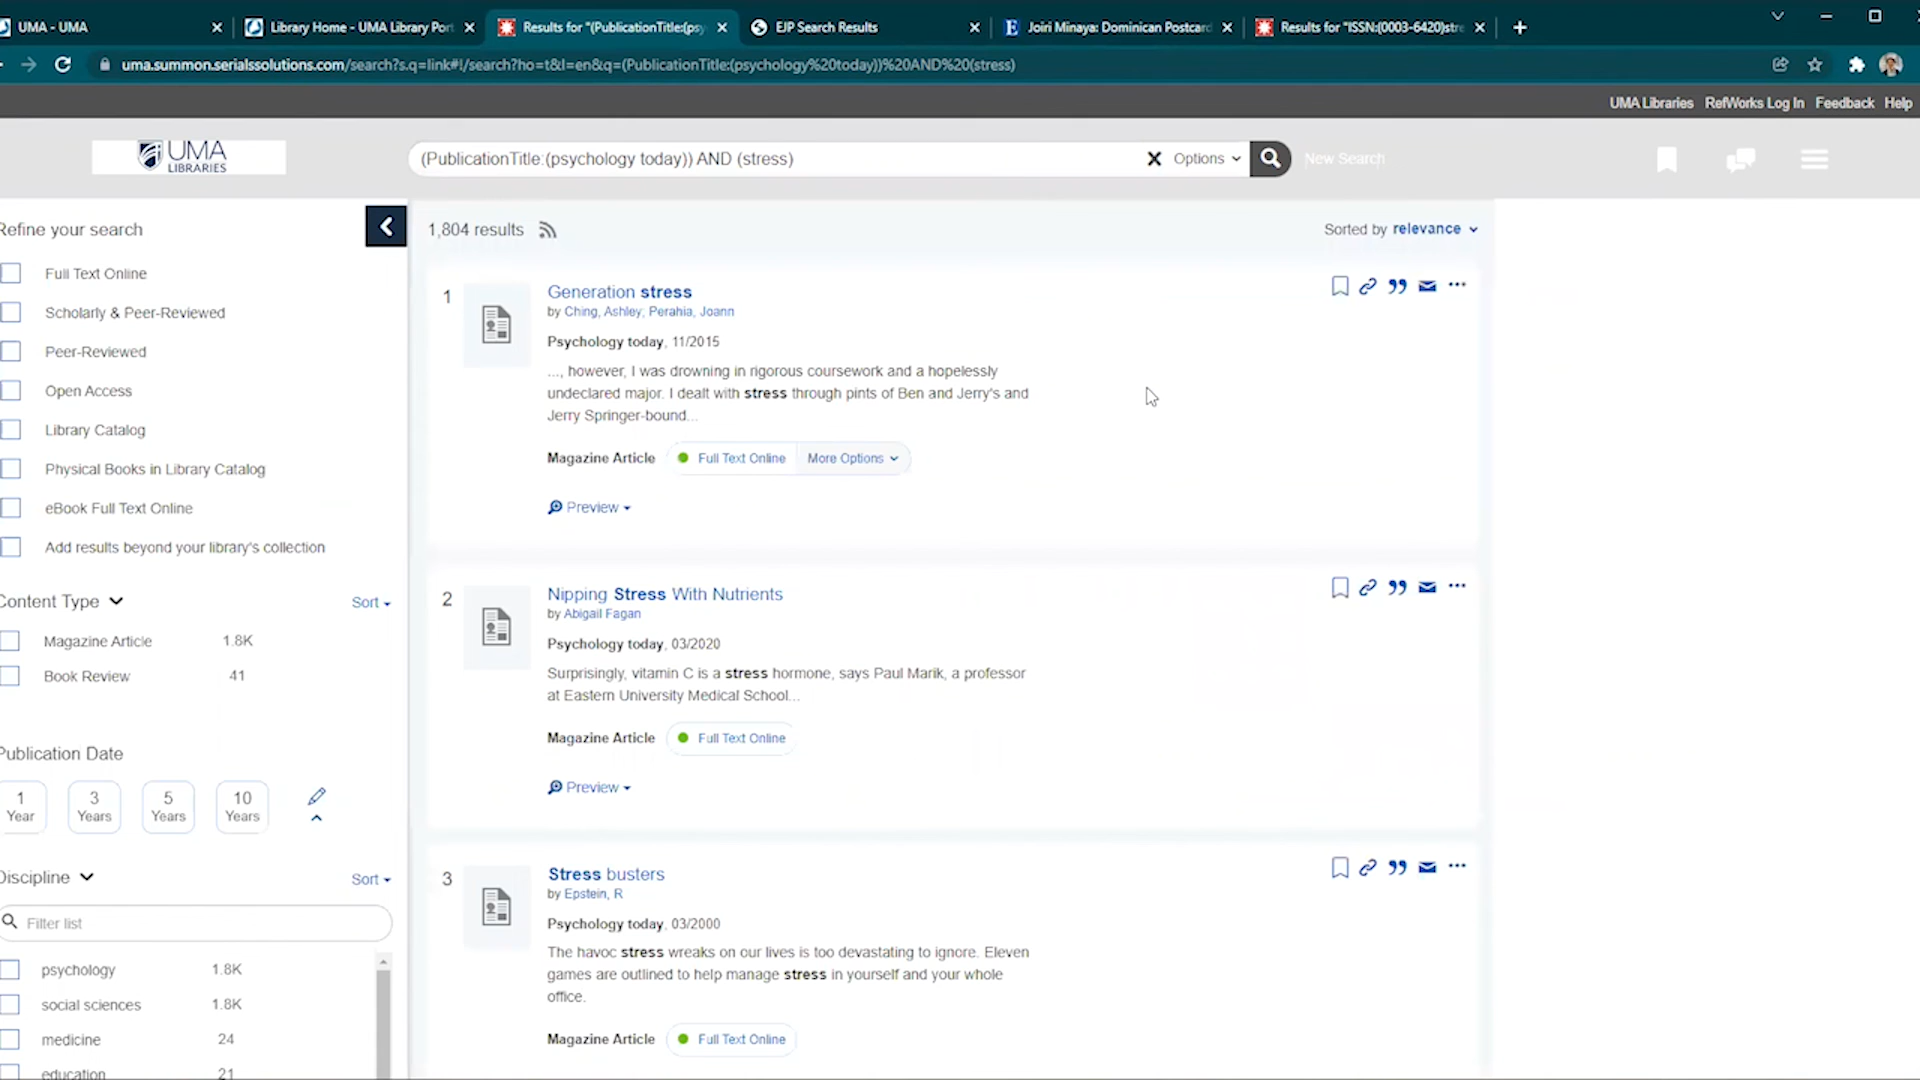 UMA - UMA
Library Home - UMA Library Port
Results for "(PublicationTitle:(psy
EJP Search Results
Joiri Minaya: Dominican Postcard
Results for "ISSN:(0003-6420)stre
uma.summon.serialssolutions.com/search?s.q=link#!/search?ho=t&l=en&q=(PublicationTitle:(psychology%20today))%20AND%20(stress)
UMA Libraries RefWorks Log In Feedback Help
UMA
LIBRARIES
(PublicationTitle:(psychology today)) AND (stress)
Options
New Search
Refine your search
Full Text Online
Scholarly & Peer-Reviewed
Peer-Reviewed
Open Access
Library Catalog
Physical Books in Library Catalog
eBook Full Text Online
Add results beyond your library's collection
Content Type
Sort
Magazine Article 1.8K
Book Review 41
Publication Date
1 Year
3 Years
5 Years
10 Years
Discipline
Sort
Filter list
psychology 1.8K
social sciences 1.8K
medicine 24
education 21
1,804 results
Sorted by relevance
1
Generation stress
by Ching, Ashley, Perahia, Joann
Psychology today, 11/2015
..., however, I was drowning in rigorous coursework and a hopelessly
undeclared major. I dealt with stress through pints of Ben and Jerry's and
Jerry Springer-bound...
Magazine Article Full Text Online More Options
Preview
2
Nipping Stress With Nutrients
by Abigail Fagan
Psychology today, 03/2020
Surprisingly, vitamin C is a stress hormone, says Paul Marik, a professor
at Eastern University Medical School...
Magazine Article Full Text Online
Preview
3
Stress busters
by Epstein, R
Psychology today, 03/2000
The havoc stress wreaks on our lives is too devastating to ignore. Eleven
games are outlined to help manage stress in yourself and your whole
office.
Magazine Article Full Text Online